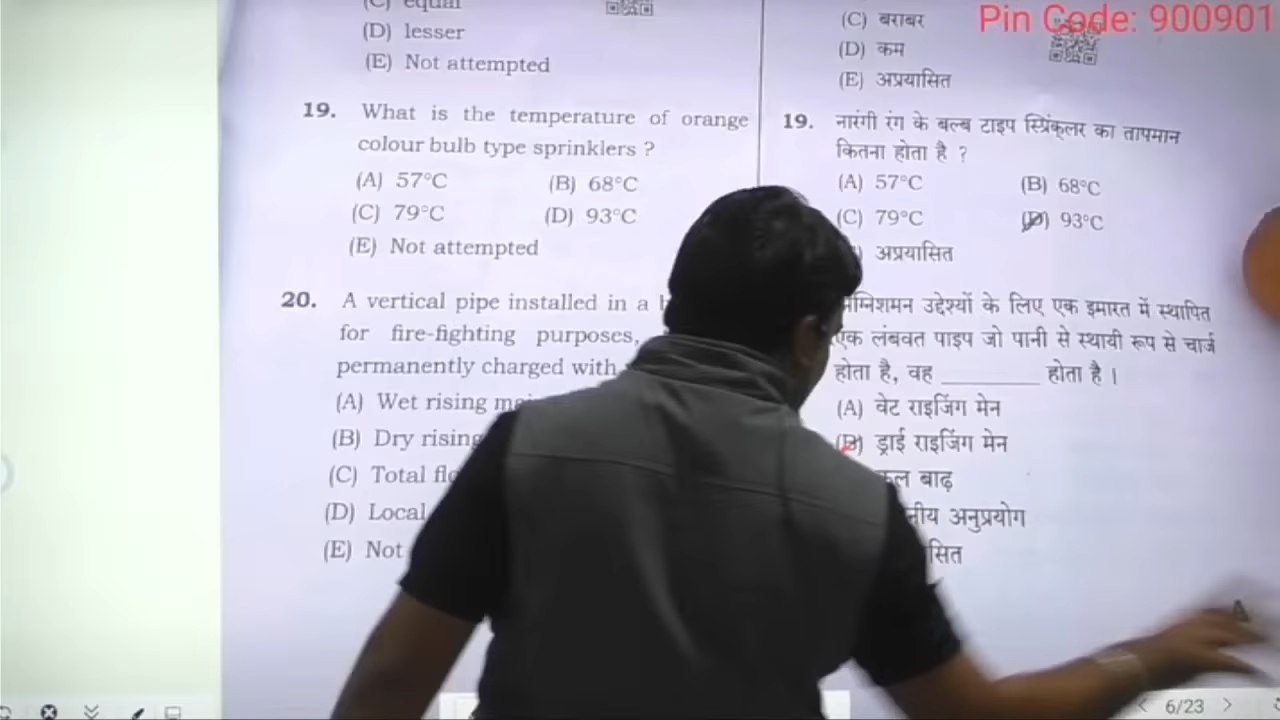 (C) equal
(D) lesser
(E) Not attempted
19. What is the temperature of orange
colour bulb type sprinklers ?
(A) 57°C (B) 68°C
(C) 79°C (D) 93°C
(E) Not attempted
20. A vertical pipe installed in a
for fire-fighting purposes,
permanently charged with
(A) Wet rising
(B) Dry rising
(C) Total
(D) Local
(E) Not
Pin Code: 900901
(C) बराबर
(D) कम
(E) अप्रयासित
19. नारंगी रंग के बल्ब टाइप स्प्रिंकूलर का तापमान
कितना होता है ?
(A) 57°C (B) 68°C
(C) 79°C (D) 93°C
अप्रयासित
अग्निशमन उद्देश्यों के लिए एक इमारत में स्थापित
एक लंबवत पाइप जो पानी से स्थायी रूप से चार्ज
होता है, वह ________ होता है ।
(A) वेट राइजिंग मेन
(B) ड्राई राइजिंग मेन
बाढ़
अनुप्रयोग
6/23